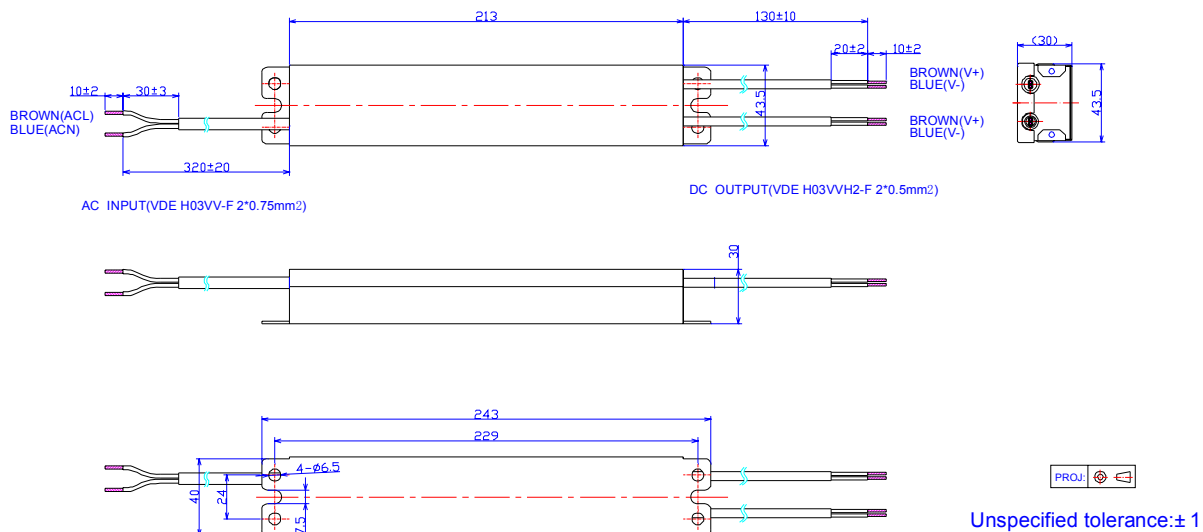 213
130±10
20±2
10±2
(30)
10±2
30±3
BROWN(V+)
BLUE(V-)
43.5
43.5
BROWN(ACL)
BLUE(ACN)
BROWN(V+)
BLUE(V-)
320±20
DC OUTPUT(VDE H03VVH2-F 2*0.5mm2)
AC INPUT(VDE H03VV-F 2*0.75mm2)
30
243
229
4-ø6.5
40
24
7.5
PROJ:
Unspecified tolerance:±1